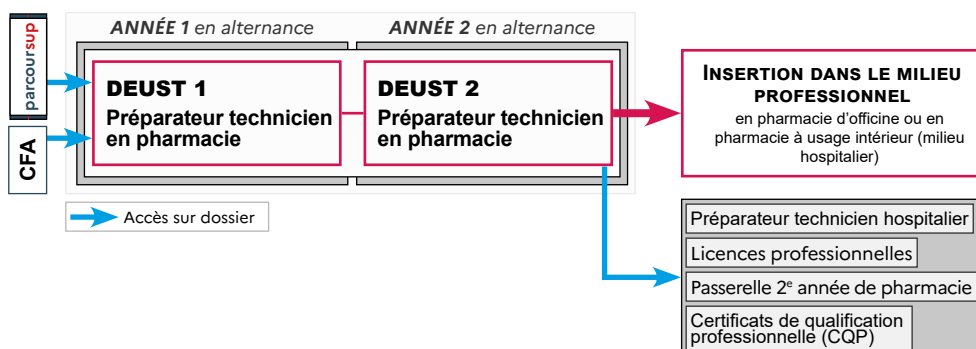 parcoursup
CFA
ANNÉE 1 en alternance
DEUST 1
Préparateur technicien
en pharmacie
ANNÉE 2 en alternance
DEUST 2
Préparateur technicien
en pharmacie
Accès sur dossier
INSERTION DANS LE MILIEU
PROFESSIONNEL
en pharmacie d'officine ou en
pharmacie à usage intérieur (milieu
hospitalier)
Préparateur technicien hospitalier
Licences professionnelles
Passerelle 2e année de pharmacie
Certificats de qualification
professionnelle (CQP)